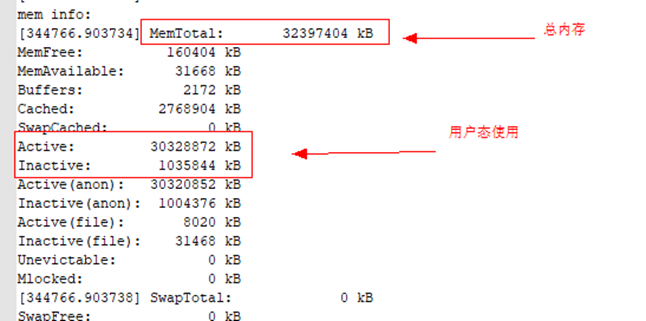 mem info:
[344766.903734] MemTotal: 32397404 kB
总内存
MemFree: 160404 kB
MemAvailable: 31668 kB
Buffers: 2172 kB
Cached: 2768904 kB
SwapCached: 0 kB
Active: 30328872 kB
用户态使用
Inactive: 1035844 kB
Active(anon): 30320852 kB
Inactive(anon): 1004376 kB
Active(file): 8020 kB
Inactive(file): 31468 kB
Unevictable: 0 kB
Mlocked: 0 kB
[344766.903738] SwapTotal: 0 kB
SwapFree: 0 kB